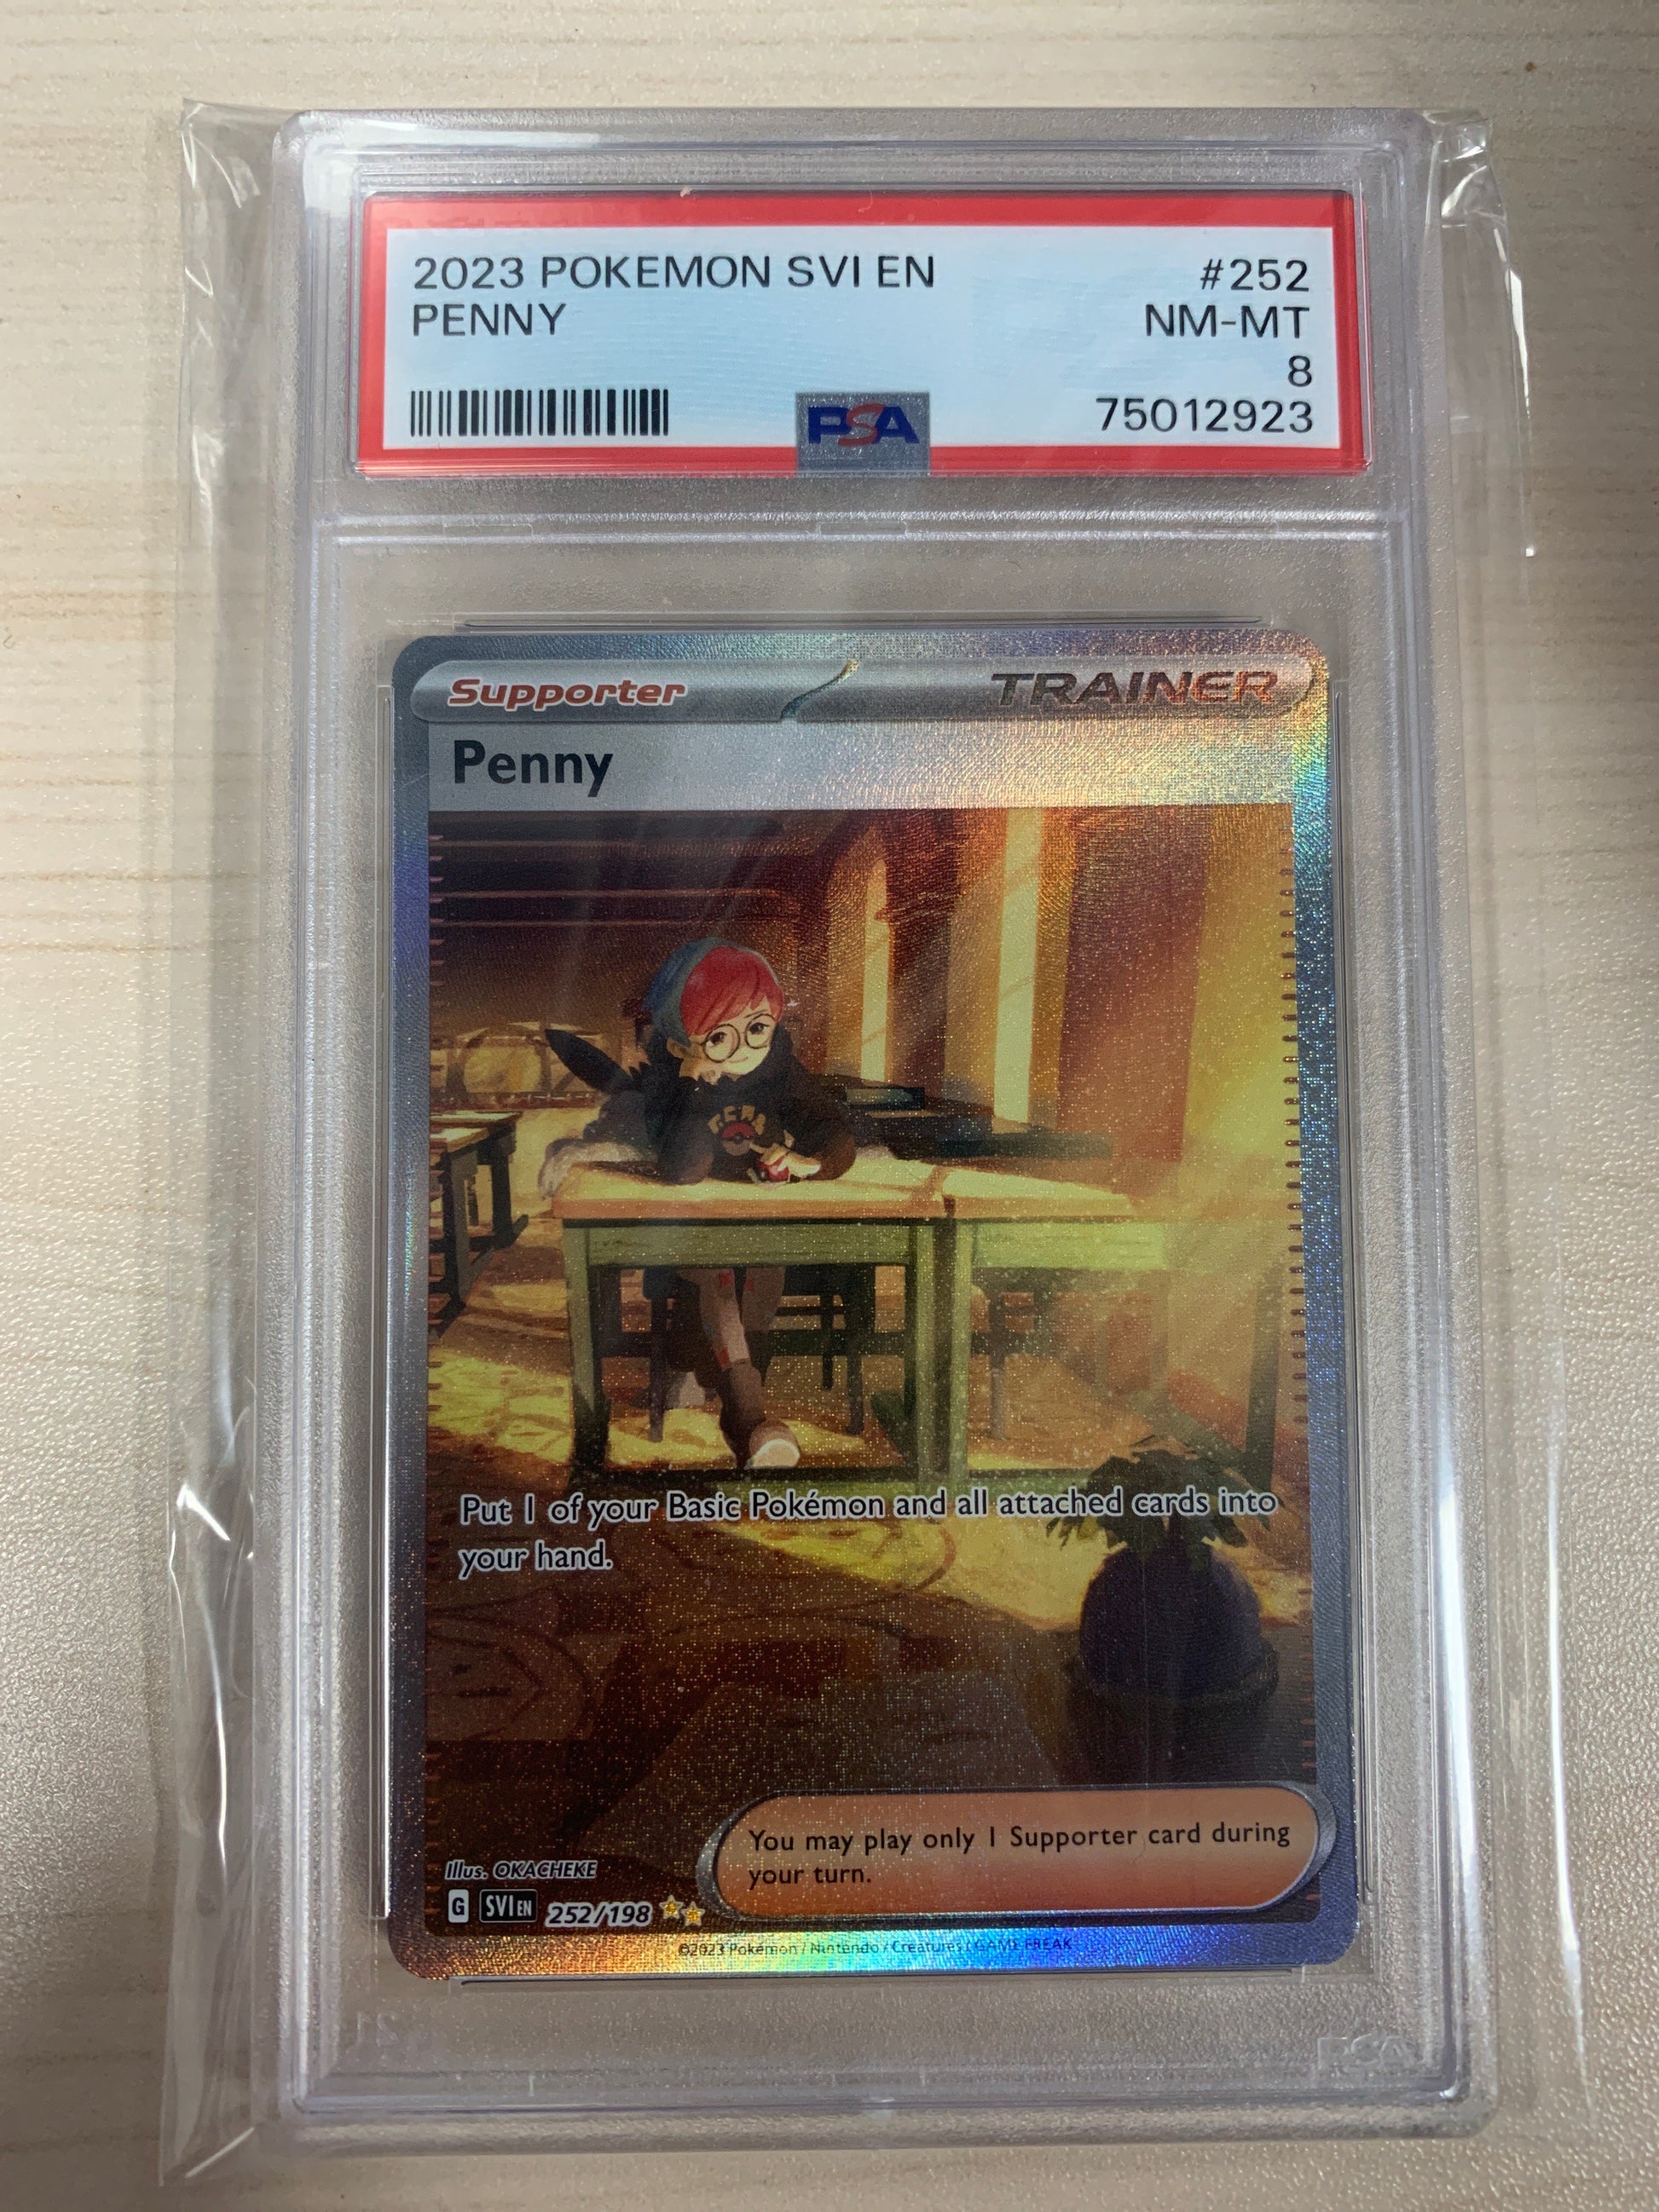 2023 POKEMON SVI EN #252
PENNY NM-MT
8
PSA 75012923
Supporter TRAINER
Penny
Put 1 of your Basic Pokémon and all attached cards into
your hand.
You may play only 1 Supporter card during
your turn.
Illus. OKACHEKE
G SVI EN 252/198
©2023 Pokémon / Nintendo / Creatures / GAME FREAK
PSA